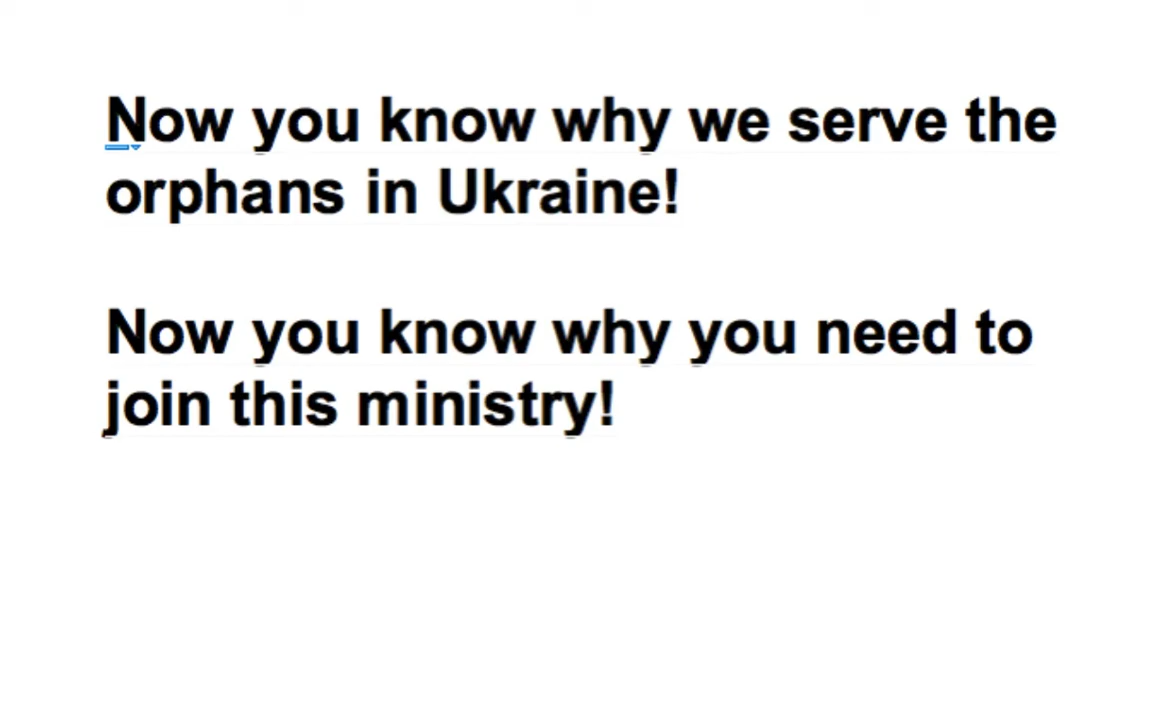 Now you know why we serve the
orphans in Ukraine!
Now you know why you need to
join this ministry!